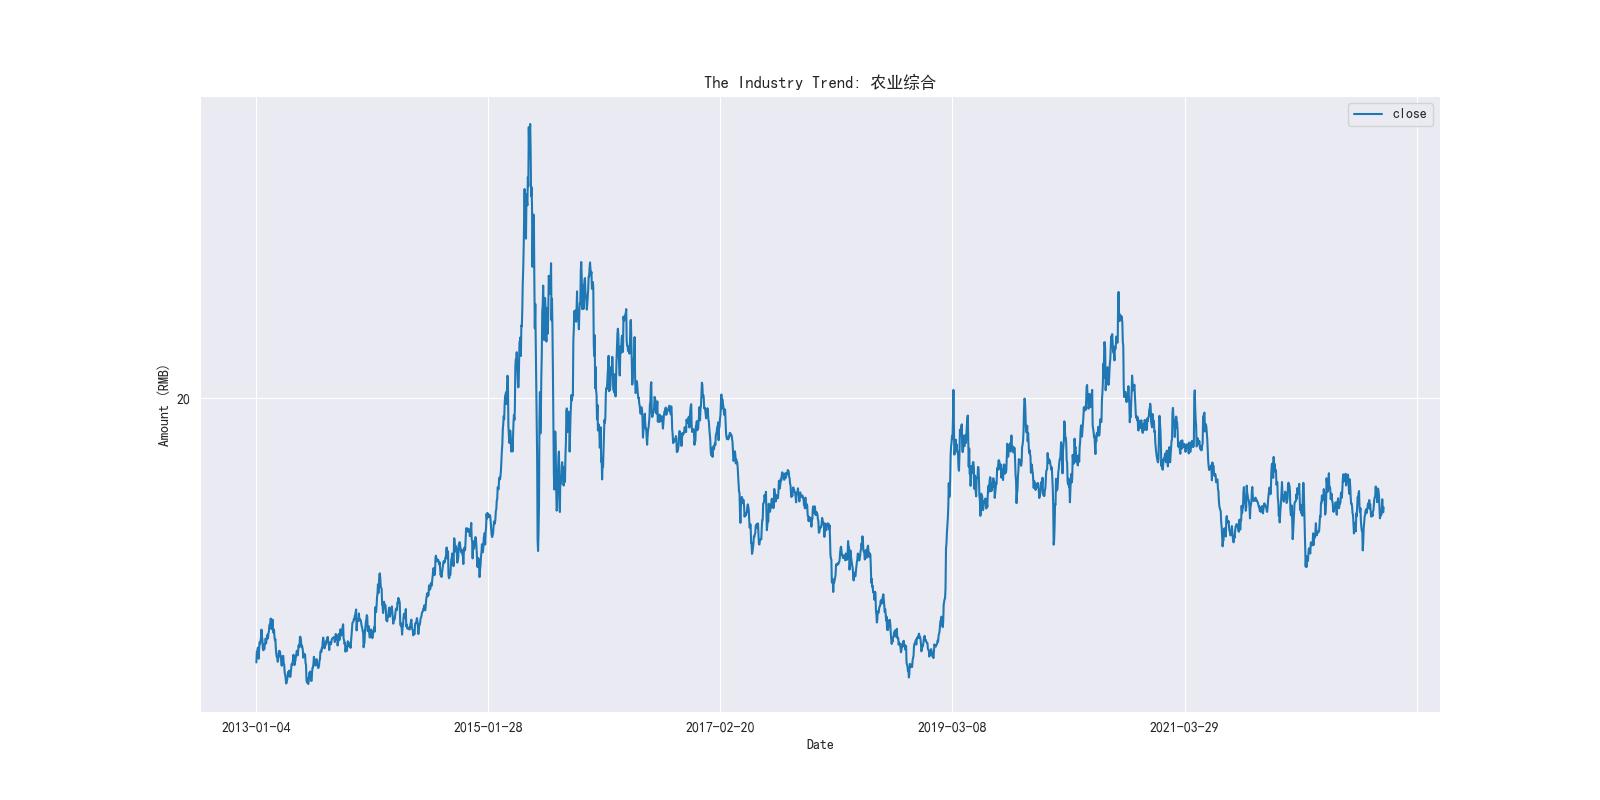 The Industry Trend: 农业综合
close
Amount (RMB)
20
2013-01-04
2015-01-28
2017-02-20
2019-03-08
2021-03-29
Date